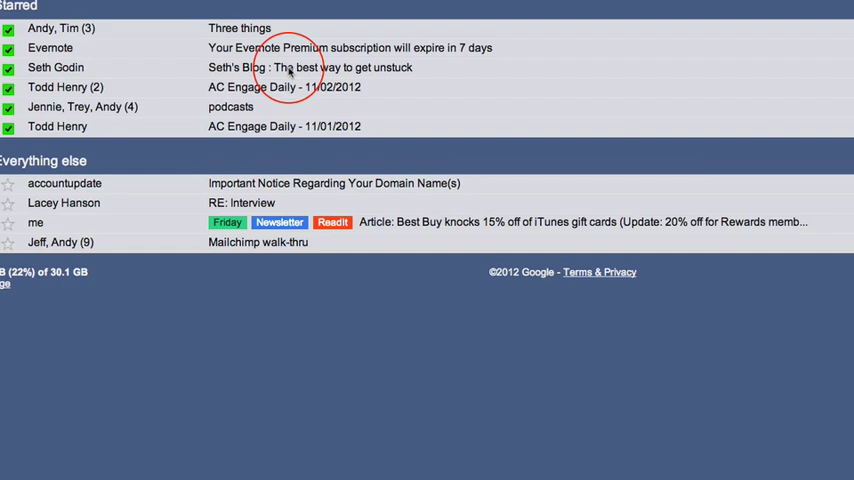 Starred
Andy, Tim (3) Three things
Evernote Your Evernote Premium subscription will expire in 7 days
Seth Godin Seth's Blog : The best way to get unstuck
Todd Henry (2) AC Engage Daily - 11/02/2012
Jennie, Trey, Andy (4) podcasts
Todd Henry AC Engage Daily - 11/01/2012
Everything else
accountupdate Important Notice Regarding Your Domain Name(s)
Lacey Hanson RE: Interview
me Friday Newsletter ReadIt Article: Best Buy knocks 15% off of iTunes gift cards (Update: 20% off for Rewards memb...
Jeff, Andy (9) Mailchimp walk-thru
B (22%) of 30.1 GB ©2012 Google - Terms & Privacy
ge